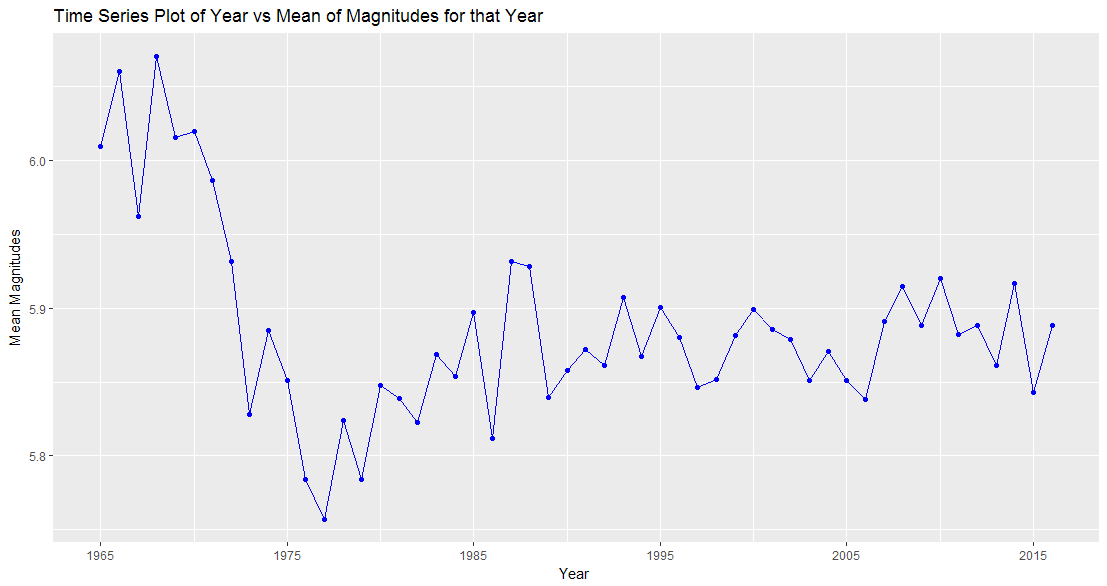 Time Series Plot of Year vs Mean of Magnitudes for that Year
Mean Magnitudes
6.0
5.9
5.8
1965 1975 1985 1995 2005 2015
Year